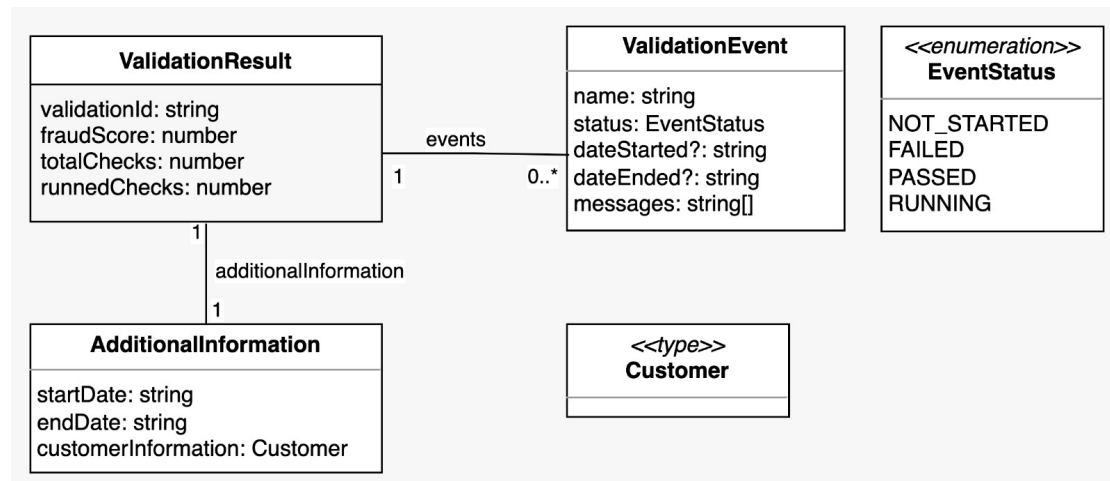 ValidationResult
validationId: string
fraudScore: number
totalChecks: number
runnedChecks: number
events
1
0..*
ValidationEvent
name: string
status: EventStatus
dateStarted?: string
dateEnded?: string
messages: string[]
<<enumeration>>
EventStatus
NOT_STARTED
FAILED
PASSED
RUNNING
1
additionalInformation
1
AdditionalInformation
startDate: string
endDate: string
customerInformation: Customer
<<type>>
Customer